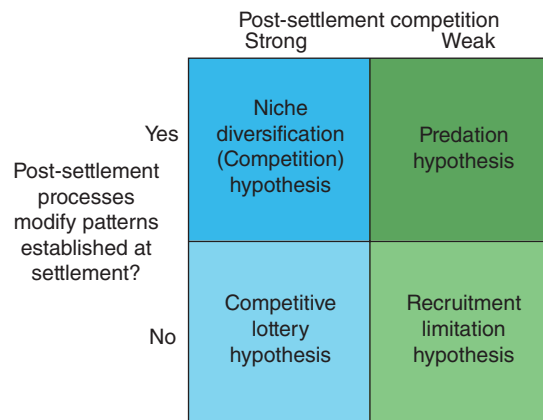 Post-settlement competition
Strong
Weak
Yes
Niche
diversification
(Competition)
hypothesis
Predation
hypothesis
Post-settlement
processes
modify patterns
established at
settlement?
No
Competitive
lottery
hypothesis
Recruitment
limitation
hypothesis